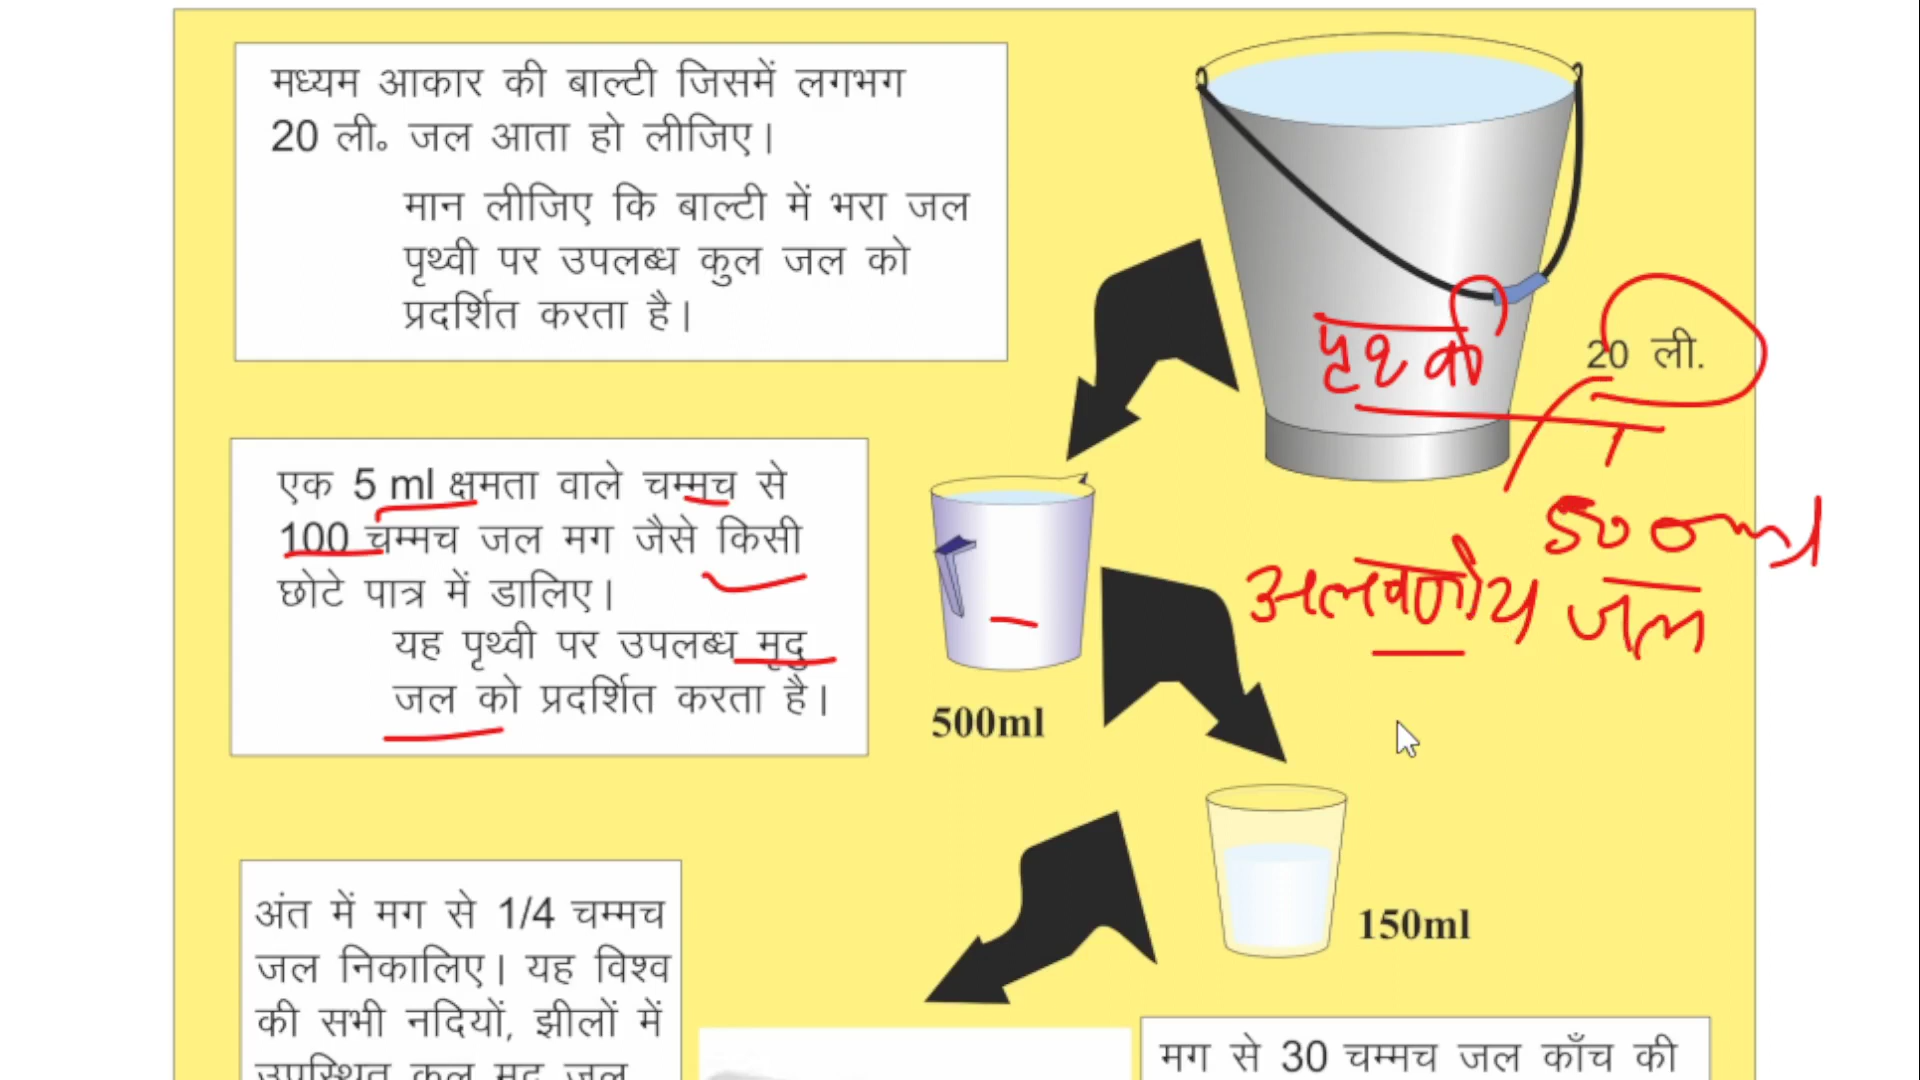 मध्यम आकार की बाल्टी जिसमें लगभग
20 ली॰ जल आता हो लीजिए।
मान लीजिए कि बाल्टी में भरा जल
पृथ्वी पर उपलब्ध कुल जल को
प्रदर्शित करता है।
20 ली.
एक 5 ml क्षमता वाले चम्मच से
100 चम्मच जल मग जैसे किसी
छोटे पात्र में डालिए।
यह पृथ्वी पर उपलब्ध मृदु
जल को प्रदर्शित करता है।
500ml
500ml
अलवणीय जल
150ml
अंत में मग से 1/4 चम्मच
जल निकालिए। यह विश्व
की सभी नदियों, झीलों में
उपस्थित कुल मृदु जल
मग से 30 चम्मच जल काँच की